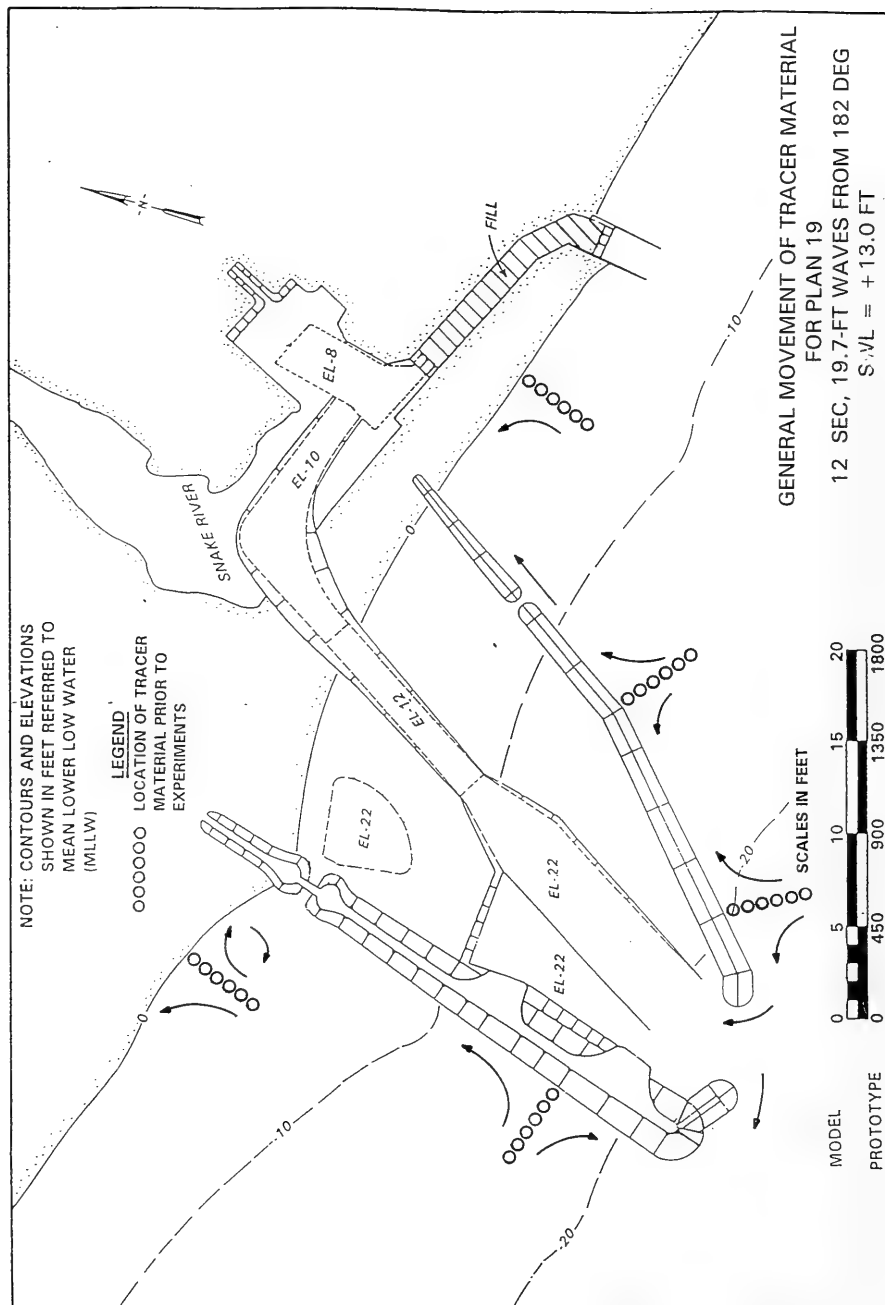 NOTE: CONTOURS AND ELEVATIONS
SHOWN IN FEET REFERRED TO
MEAN LOWER LOW WATER
(MLLW)
LEGEND
OOOOOO LOCATION OF TRACER
MATERIAL PRIOR TO
EXPERIMENTS
-N-
SNAKE RIVER
EL-8
EL-10
FILL
0
EL-12
EL-22
0
EL-22
EL-22
-10
-10
-20
-20
GENERAL MOVEMENT OF TRACER MATERIAL
FOR PLAN 19
12 SEC, 19.7-FT WAVES FROM 182 DEG
S.VL = +13.0 FT
SCALES IN FEET
MODEL 0 5 10 15 20
PROTOTYPE 0 450 900 1350 1800